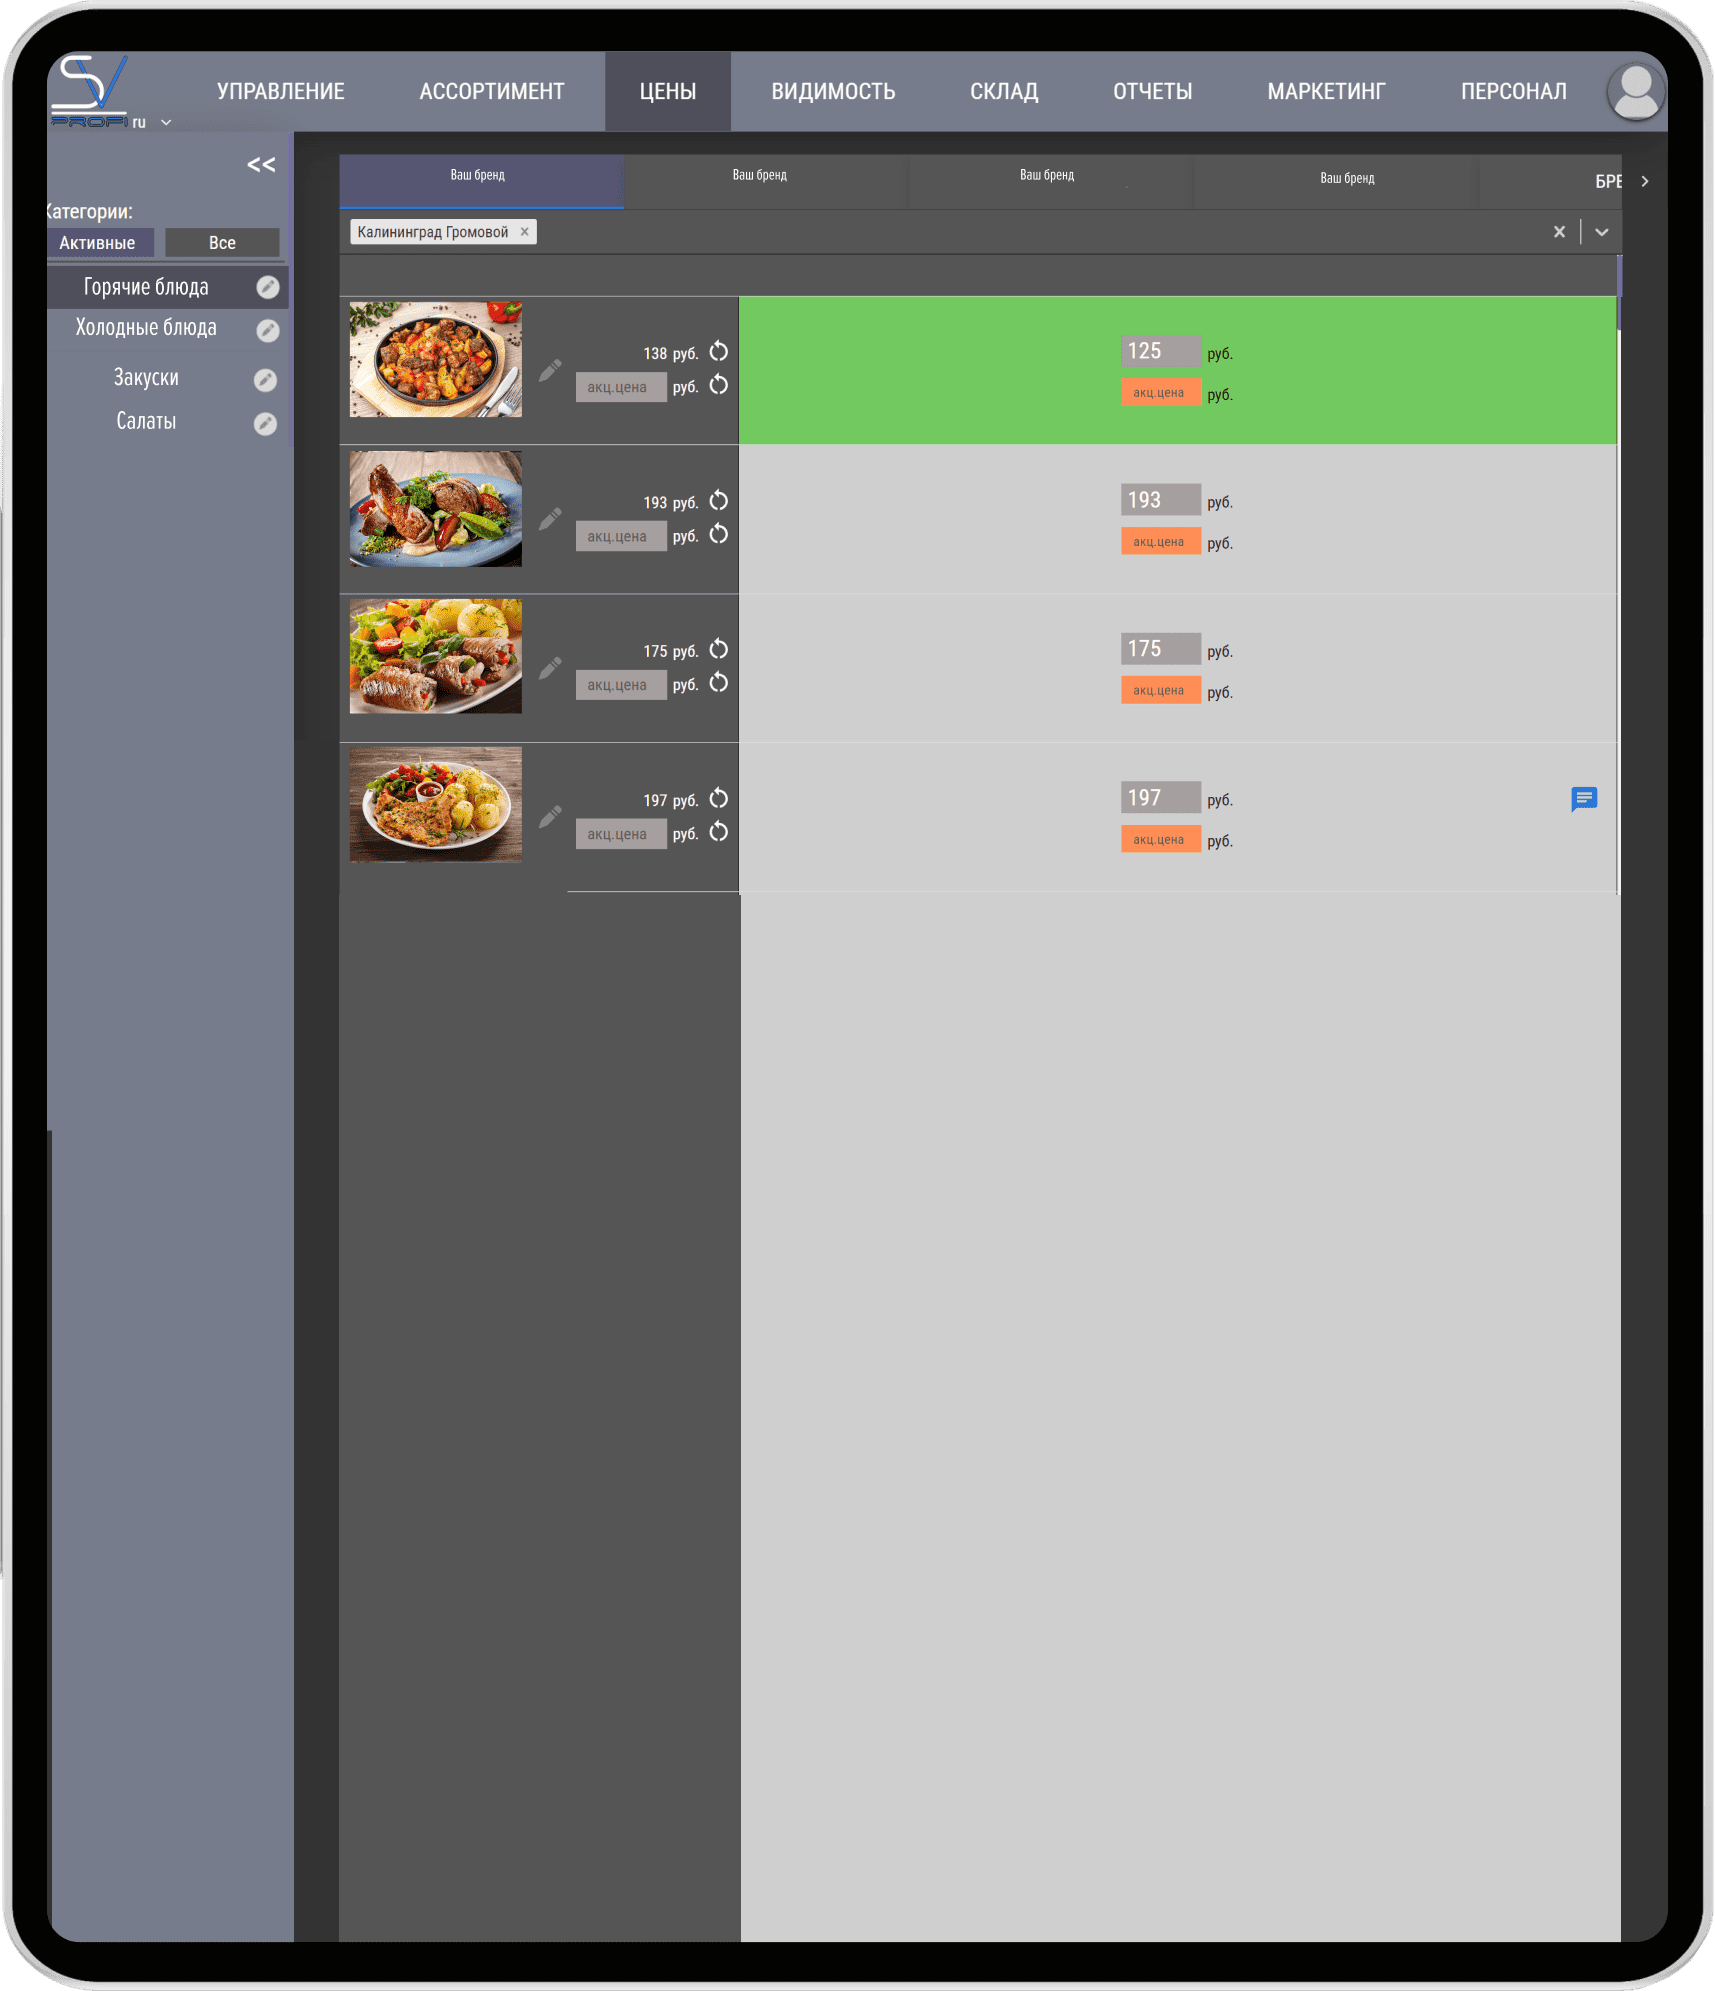 SV
PROFI ru
УПРАВЛЕНИЕ АССОРТИМЕНТ ЦЕНЫ ВИДИМОСТЬ СКЛАД ОТЧЕТЫ МАРКЕТИНГ ПЕРСОНАЛ
<<
Категории:
Активные Все
Горячие блюда
Холодные блюда
Закуски
Салаты
Ваш бренд Ваш бренд Ваш бренд Ваш бренд БРЕ
Калининград Громовой
138 руб. 125 руб.
акц.цена руб. акц.цена руб.
193 руб. 193 руб.
акц.цена руб. акц.цена руб.
175 руб. 175 руб.
акц.цена руб. акц.цена руб.
197 руб. 197 руб.
акц.цена руб. акц.цена руб.